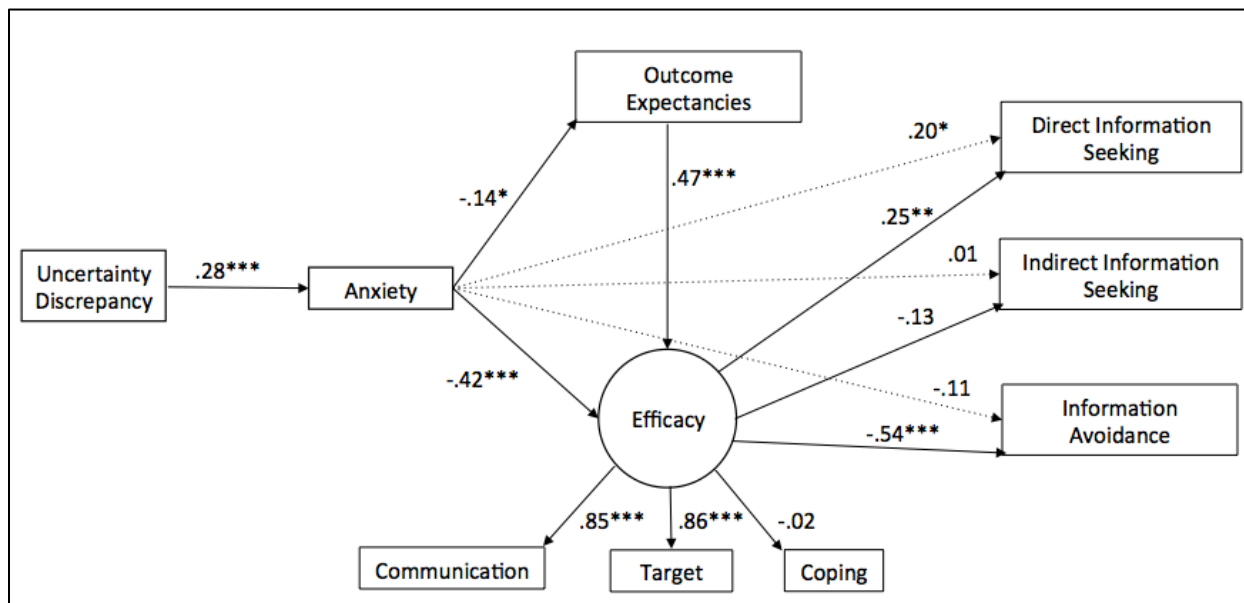 Outcome
Expectancies
Direct Information
Seeking
.20*
.47***
-.14*
.25**
Uncertainty
Discrepancy
.28***
Anxiety
.01
Indirect Information
Seeking
-.13
-.42***
-.11
Efficacy
Information
Avoidance
-.54***
.85***
.86***
-.02
Communication
Target
Coping